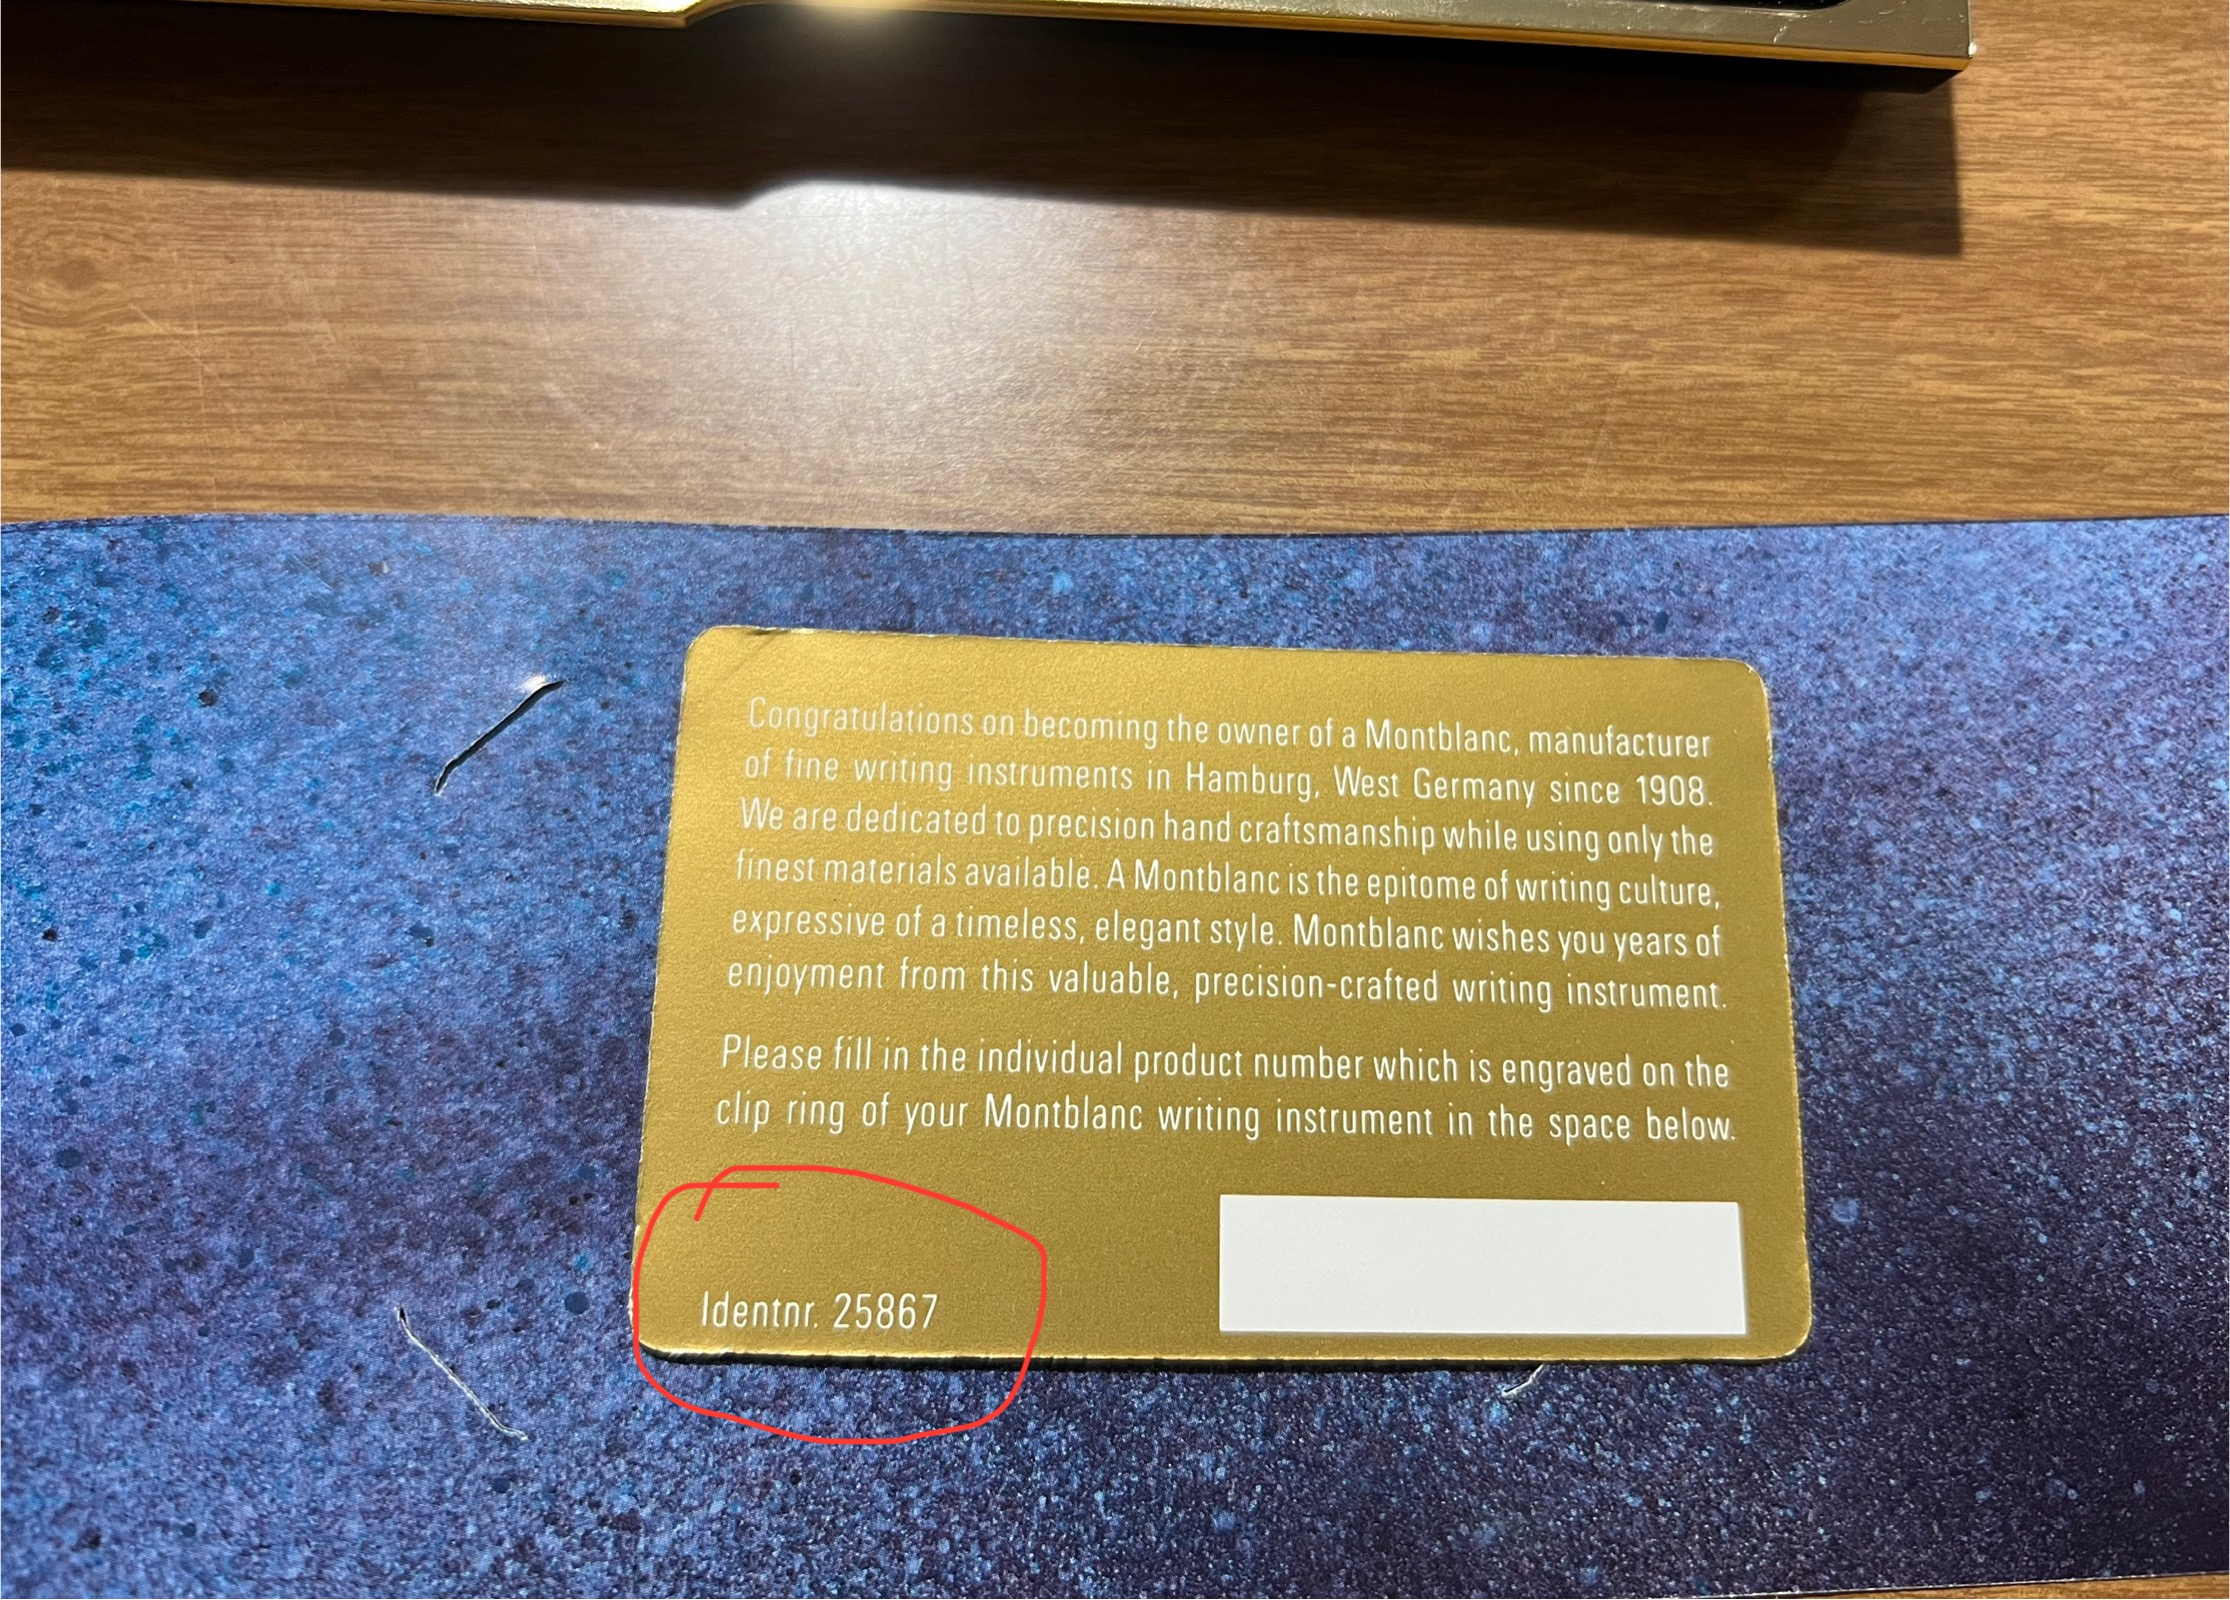 Congratulations on becoming the owner of a Montblanc, manufacturer
of fine writing instruments in Hamburg, West Germany since 1908.
We are dedicated to precision hand craftsmanship while using only the
finest materials available. A Montblanc is the epitome of writing culture,
expressive of a timeless, elegant style. Montblanc wishes you years of
enjoyment from this valuable, precision-crafted writing instrument.
Please fill in the individual product number which is engraved on the
clip ring of your Montblanc writing instrument in the space below.
Identnr. 25867